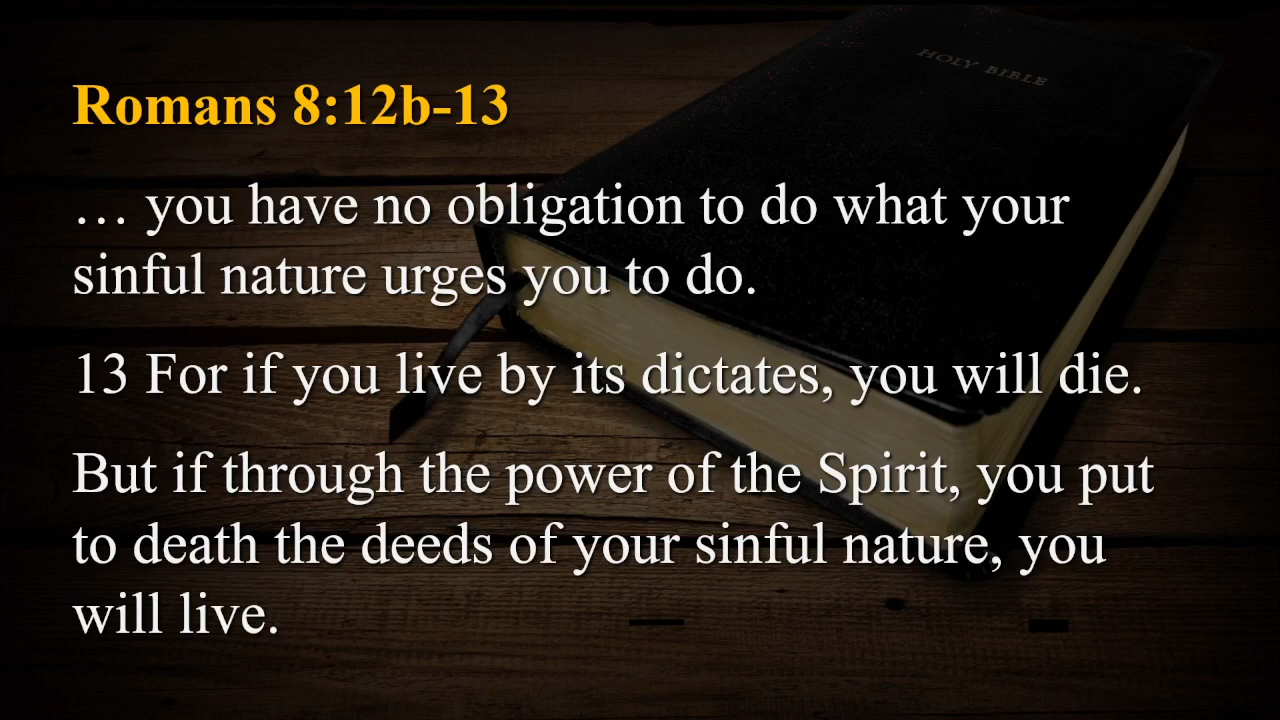 HOLY BIBLE
Romans 8:12b-13
… you have no obligation to do what your
sinful nature urges you to do.
13 For if you live by its dictates, you will die.
But if through the power of the Spirit, you put
to death the deeds of your sinful nature, you
will live.